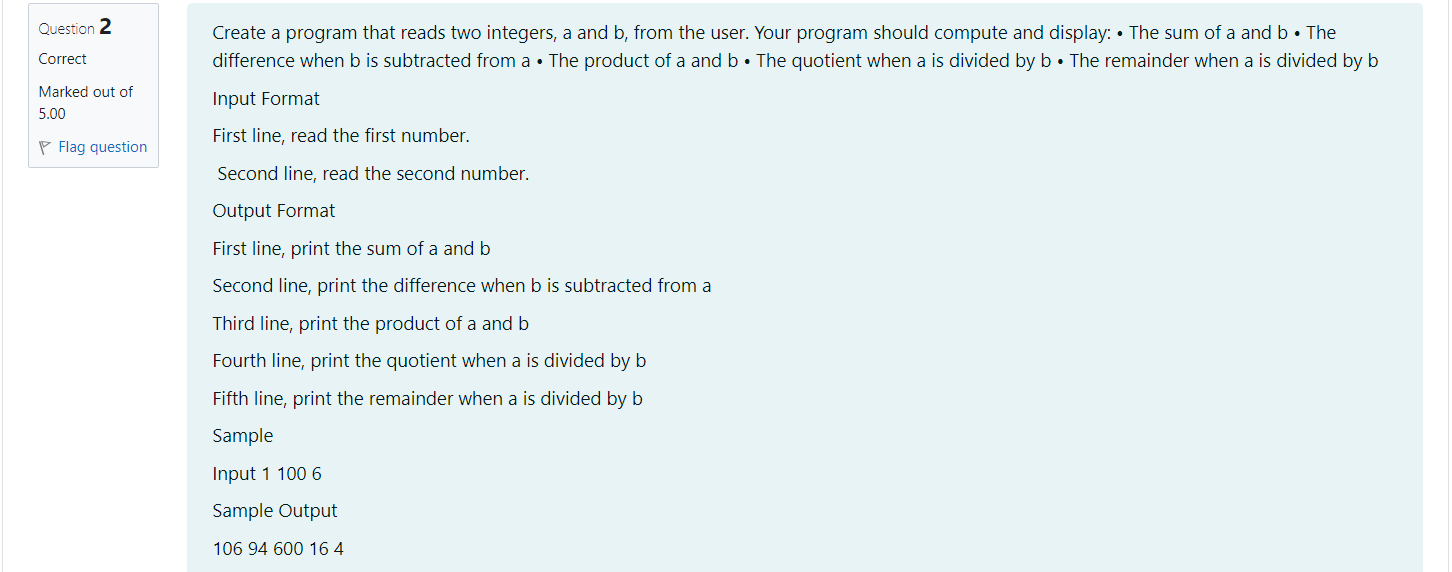 Question 2
Correct
Marked out of
5.00
Flag question
Create a program that reads two integers, a and b, from the user. Your program should compute and display: • The sum of a and b • The
difference when b is subtracted from a • The product of a and b • The quotient when a is divided by b • The remainder when a is divided by b
Input Format
First line, read the first number.
Second line, read the second number.
Output Format
First line, print the sum of a and b
Second line, print the difference when b is subtracted from a
Third line, print the product of a and b
Fourth line, print the quotient when a is divided by b
Fifth line, print the remainder when a is divided by b
Sample
Input 1 100 6
Sample Output
106 94 600 16 4